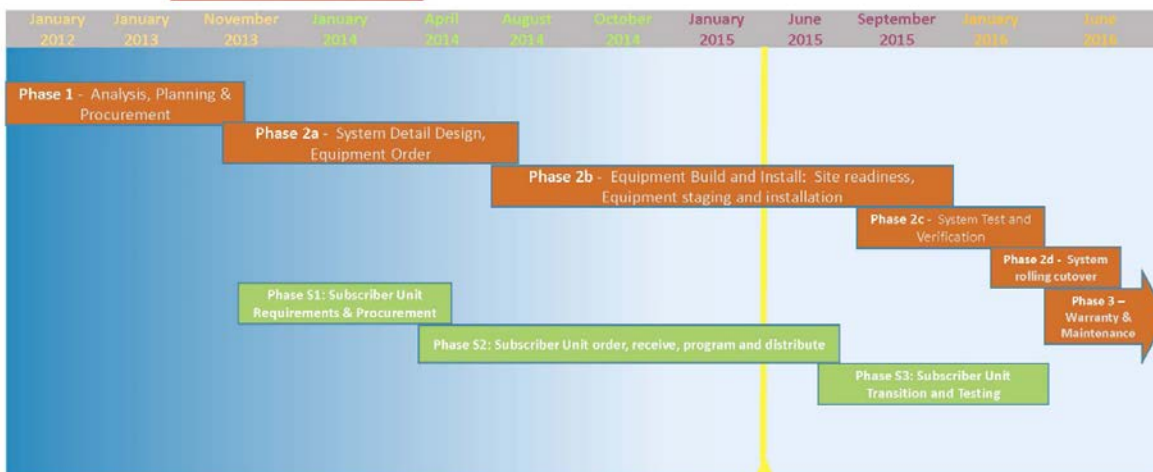 January January November January April August October January June September January June
2012 2013 2013 2014 2014 2014 2014 2015 2015 2015 2016 2016
Phase 1 - Analysis, Planning &
Procurement
Phase 2a - System Detail Design,
Equipment Order
Phase 2b - Equipment Build and Install: Site readiness,
Equipment staging and installation
Phase 2c - System Test and
Verification
Phase 2d - System
rolling cutover
Phase S1: Subscriber Unit
Requirements & Procurement
Phase 3 –
Warranty &
Maintenance
Phase S2: Subscriber Unit order, receive, program and distribute
Phase S3: Subscriber Unit
Transition and Testing